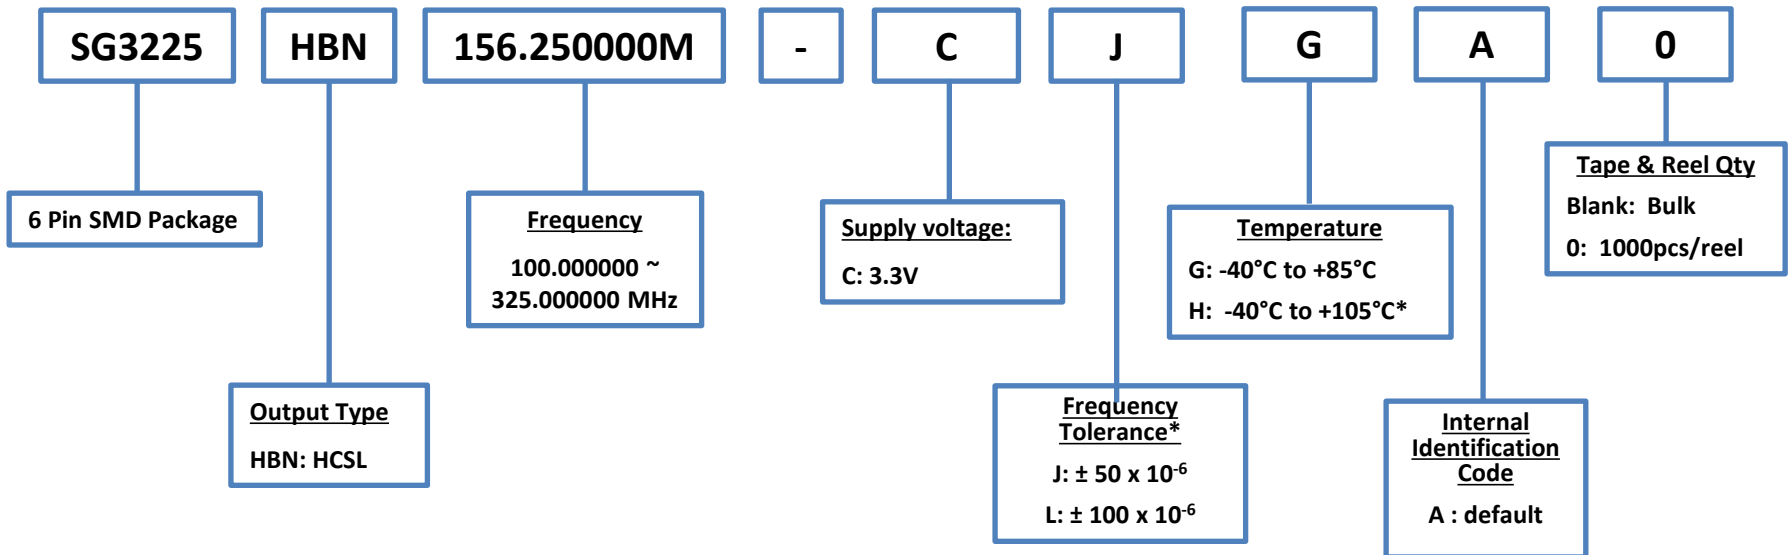 SG3225 HBN 156.250000M - C J G A 0
6 Pin SMD Package
Output Type
HBN: HCSL
Frequency
100.000000 ~
325.000000 MHz
Supply voltage:
C: 3.3V
Frequency
Tolerance*
J: ± 50 x 10⁻⁶
L: ± 100 x 10⁻⁶
Temperature
G: -40°C to +85°C
H: -40°C to +105°C*
Internal
Identification
Code
A : default
Tape & Reel Qty
Blank: Bulk
0: 1000pcs/reel